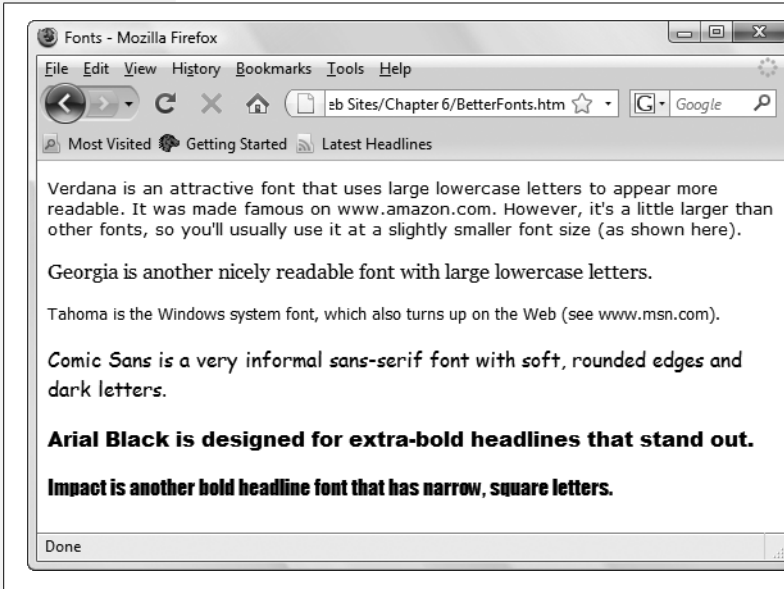 Fonts - Mozilla Firefox
File Edit View History Bookmarks Tools Help
eb Sites/Chapter 6/BetterFonts.htm G Google
Most Visited Getting Started Latest Headlines
Verdana is an attractive font that uses large lowercase letters to appear more
readable. It was made famous on www.amazon.com. However, it's a little larger than
other fonts, so you'll usually use it at a slightly smaller font size (as shown here).
Georgia is another nicely readable font with large lowercase letters.
Tahoma is the Windows system font, which also turns up on the Web (see www.msn.com).
Comic Sans is a very informal sans-serif font with soft, rounded edges and
dark letters.
Arial Black is designed for extra-bold headlines that stand out.
Impact is another bold headline font that has narrow, square letters.
Done